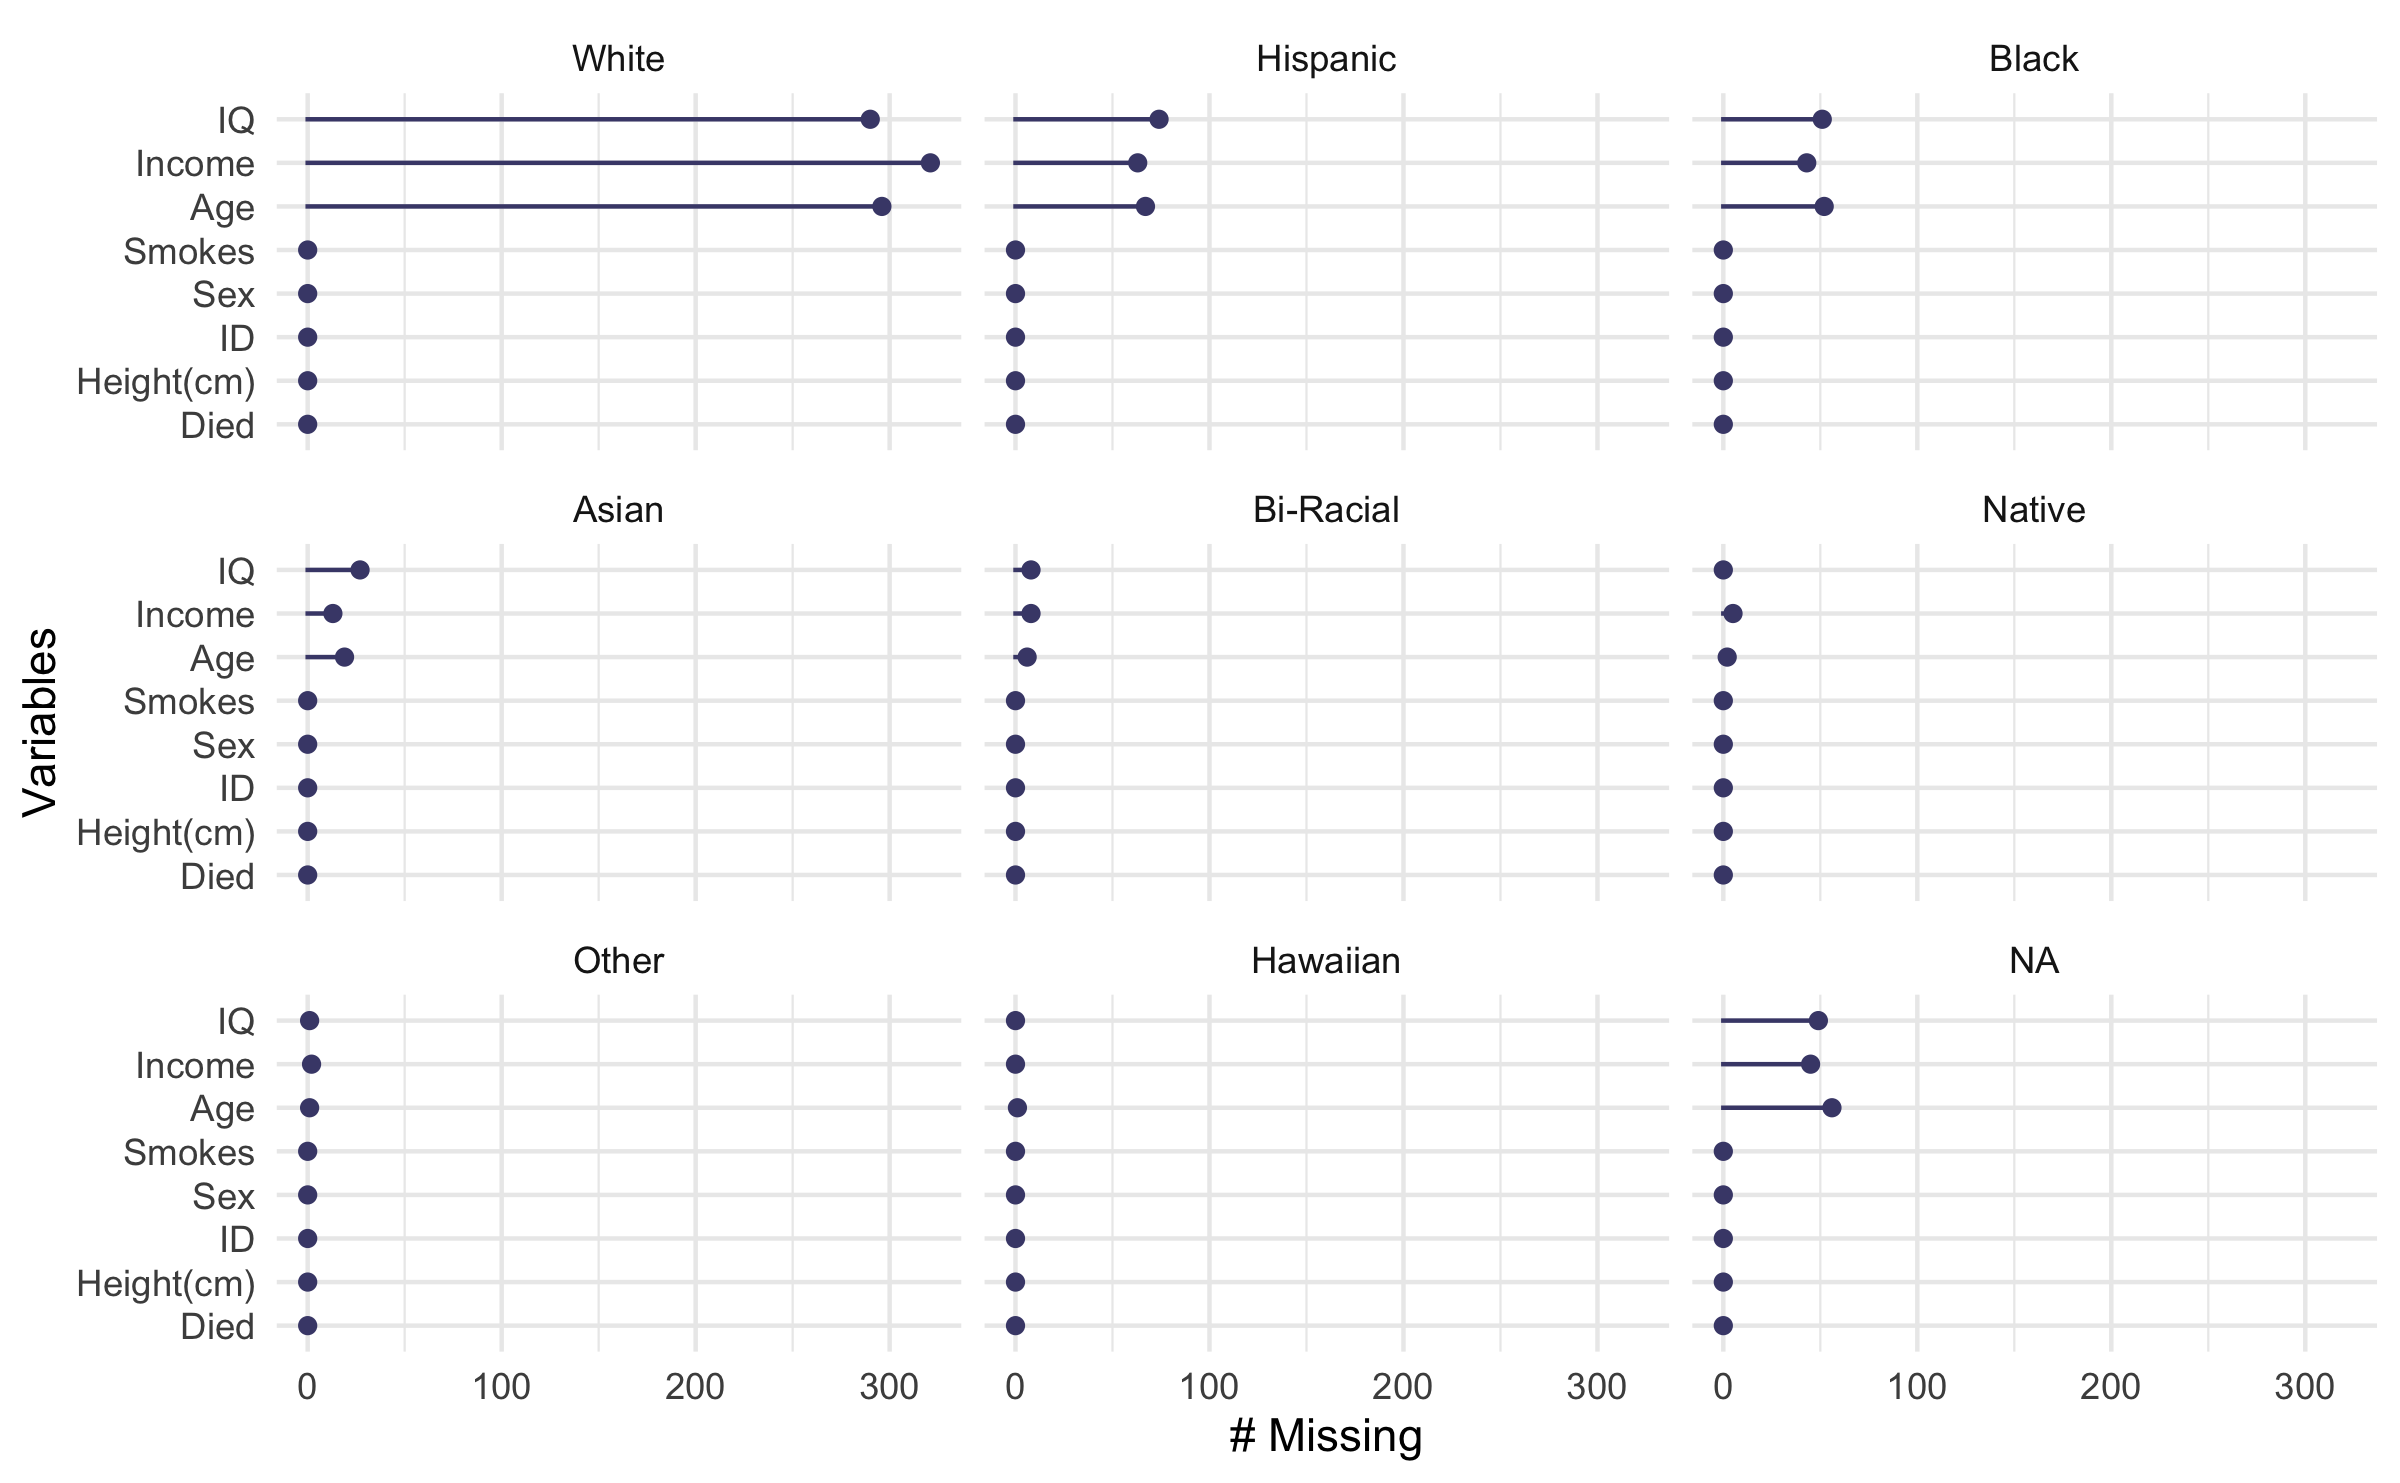 White
Hispanic
Black
IQ
Income
Age
Smokes
Sex
ID
Height(cm)
Died
Asian
Bi-Racial
Native
IQ
Income
Age
Smokes
Sex
ID
Height(cm)
Died
Variables
Other
Hawaiian
NA
IQ
Income
Age
Smokes
Sex
ID
Height(cm)
Died
0 100 200 300 0 100 200 300 0 100 200 300
# Missing